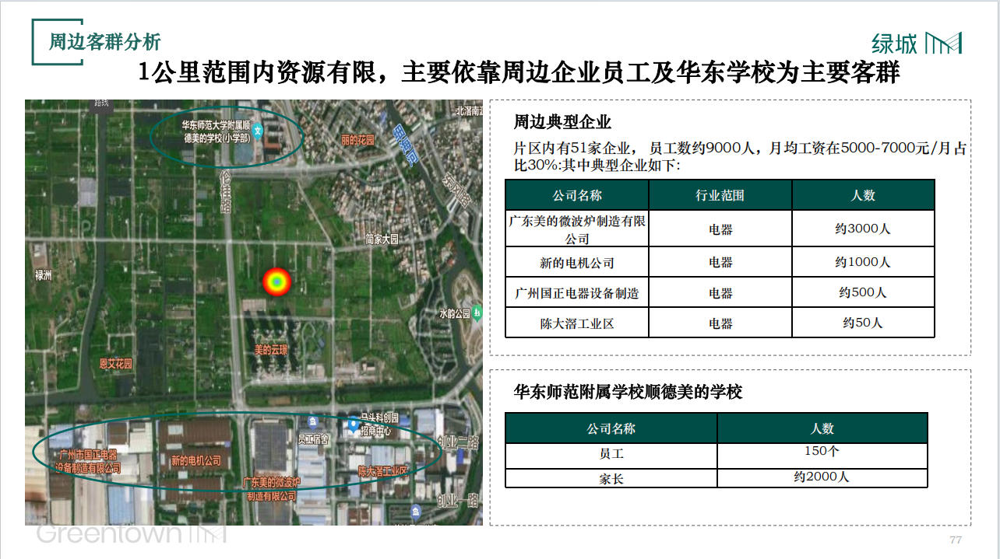 周边客群分析
绿城
1公里范围内资源有限，主要依靠周边企业员工及华东学校为主要客群
路线
华东师范大学附属顺
德美的学校(小学部)
文
丽的花园
北滘南
伦桂路
简家大园
禄洲
水韵公园
美的云璟
恩艾花园
马头科创园
招商中心
员工宿舍
创业二路
广州市国正电器
设备制造有限公司
新的电机公司
广东美的微波炉
制造有限公司
陈大滘工业区
创业一路
周边典型企业
片区内有51家企业， 员工数约9000人，月均工资在5000-7000元/月占
比30%:其中典型企业如下：
公司名称 行业范围 人数
广东美的微波炉制造有限
公司 电器 约3000人
新的电机公司 电器 约1000人
广州国正电器设备制造 电器 约500人
陈大滘工业区 电器 约50人
华东师范附属学校顺德美的学校
公司名称 人数
员工 150个
家长 约2000人
Greentown
77